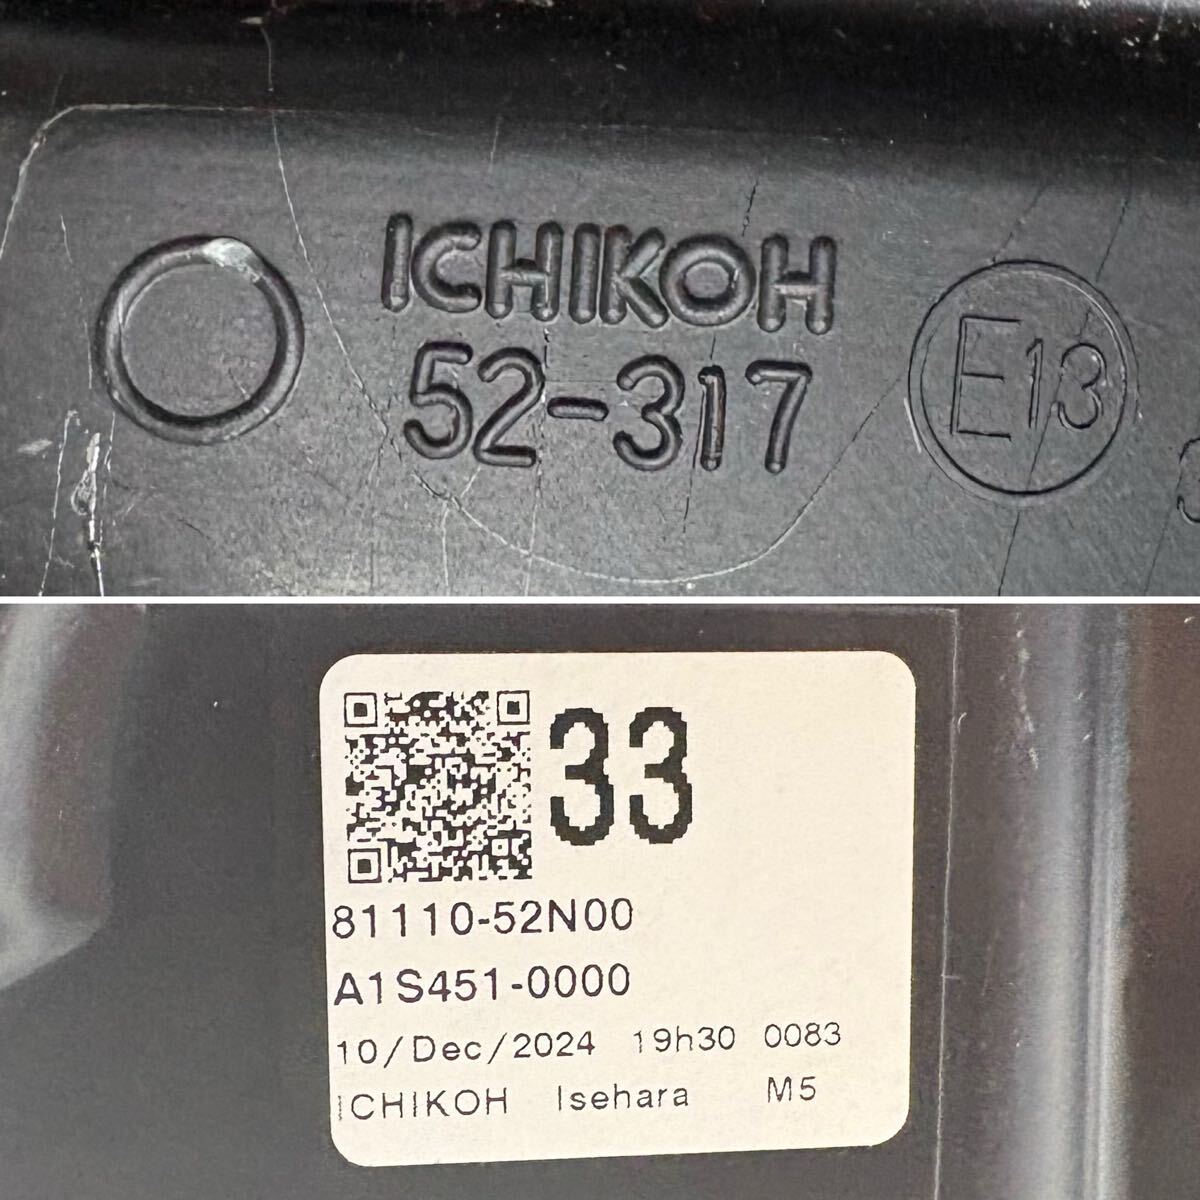 ICHIKOH
52-317
E13
33
81110-52N00
A1S451-0000
10/Dec/2024 19h30 0083
ICHIKOH Isehara M5